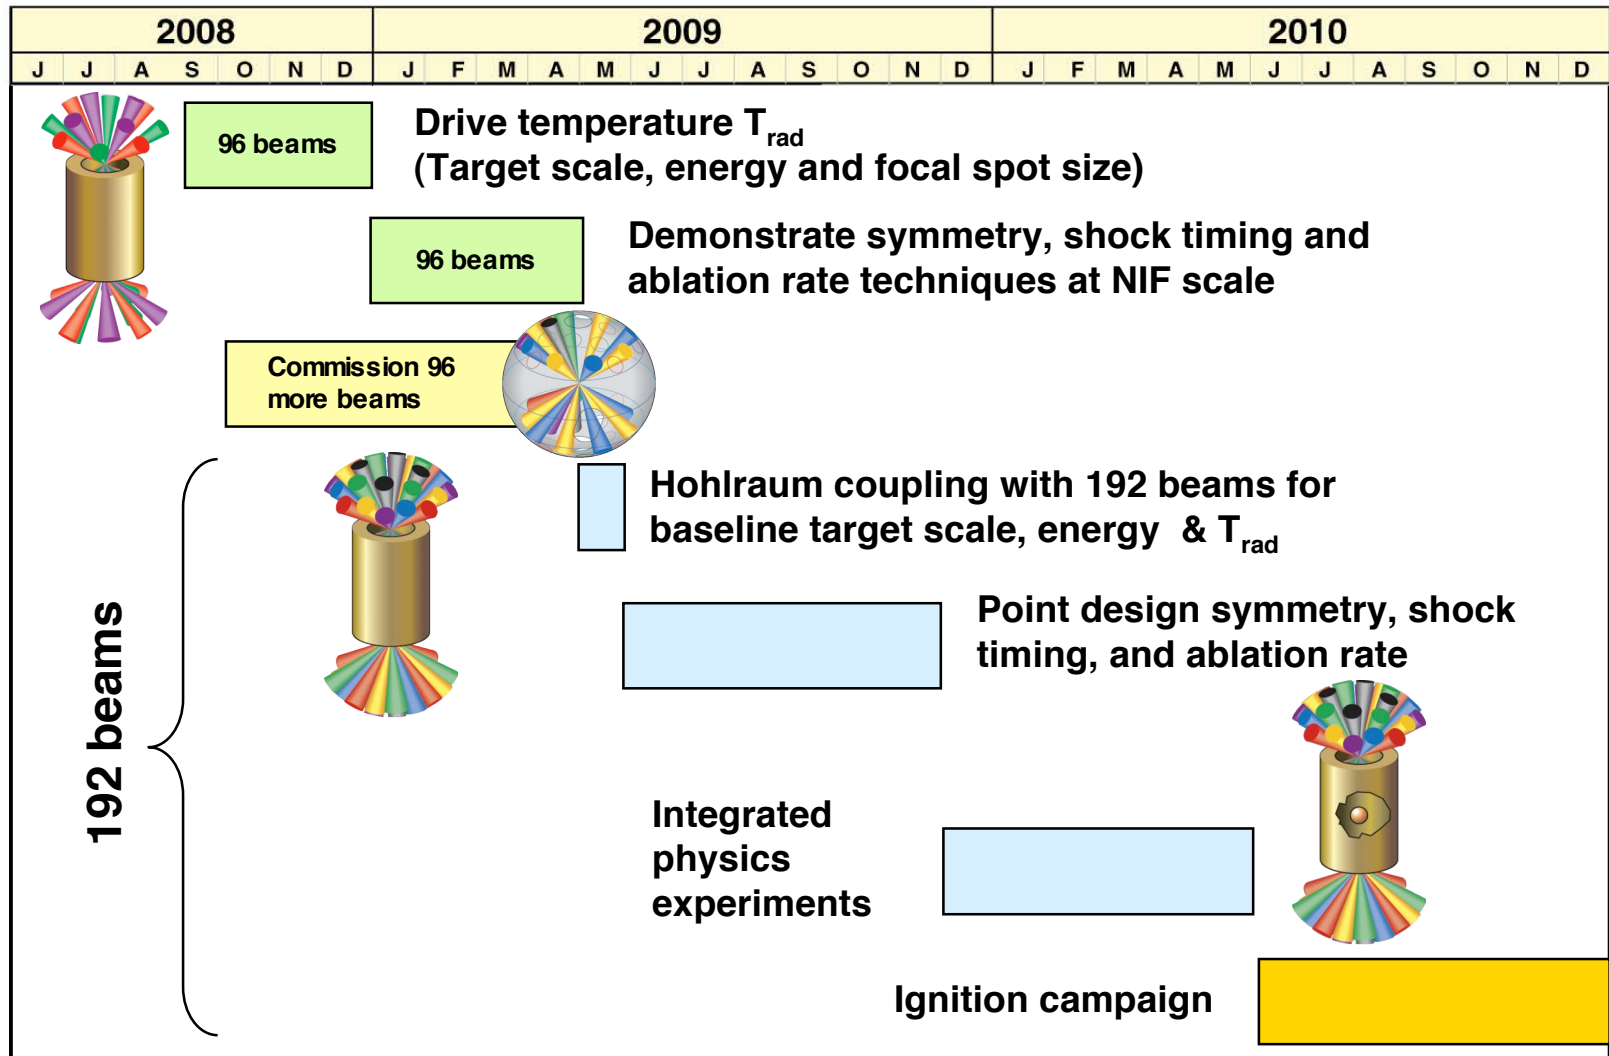 2008 2009 2010
J J A S O N D J F M A M J J A S O N D J F M A M J J A S O N D
96 beams
Drive temperature Trad
(Target scale, energy and focal spot size)
96 beams
Demonstrate symmetry, shock timing and
ablation rate techniques at NIF scale
Commission 96
more beams
192 beams
Hohlraum coupling with 192 beams for
baseline target scale, energy & Trad
Point design symmetry, shock
timing, and ablation rate
Integrated
physics
experiments
Ignition campaign